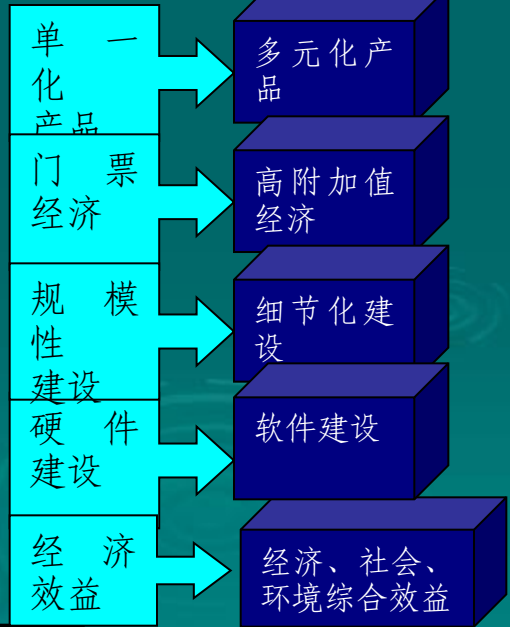 单一
化
产品
多元化产
品
门票
经济
高附加值
经济
规模
性
建设
细节化建
设
硬件
建设
软件建设
经济
效益
经济、社会、
环境综合效益